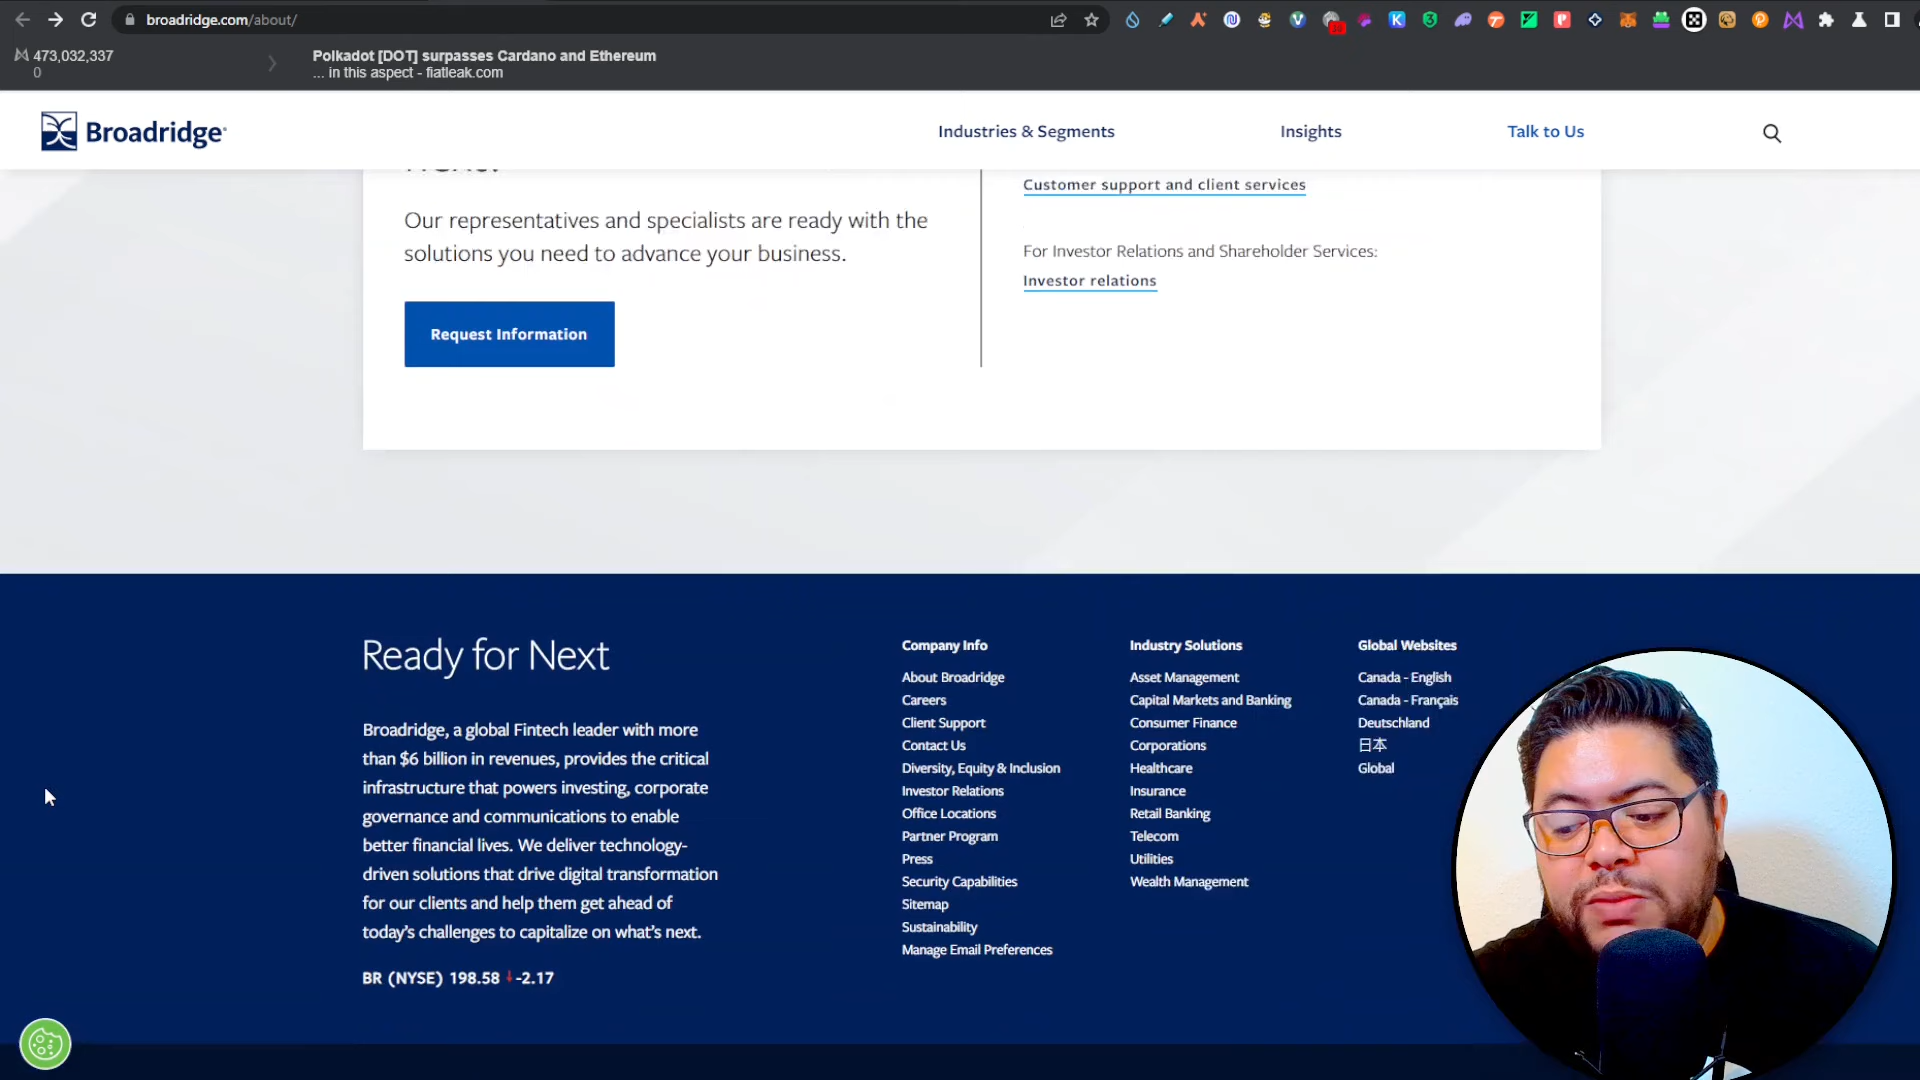 broadridge.com/about/
473,032,337
0
Polkadot [DOT] surpasses Cardano and Ethereum
... in this aspect - fiatleak.com
Broadridge
Industries & Segments
Insights
Talk to Us
Customer support and client services
Our representatives and specialists are ready with the
solutions you need to advance your business.
For Investor Relations and Shareholder Services:
Investor relations
Request Information
Ready for Next
Broadridge, a global Fintech leader with more
than $6 billion in revenues, provides the critical
infrastructure that powers investing, corporate
governance and communications to enable
better financial lives. We deliver technology-
driven solutions that drive digital transformation
for our clients and help them get ahead of
today's challenges to capitalize on what's next.
BR (NYSE) 198.58 -2.17
Company Info
About Broadridge
Careers
Client Support
Contact Us
Diversity, Equity & Inclusion
Investor Relations
Office Locations
Partner Program
Press
Security Capabilities
Sitemap
Sustainability
Manage Email Preferences
Industry Solutions
Asset Management
Capital Markets and Banking
Consumer Finance
Corporations
Healthcare
Insurance
Retail Banking
Telecom
Utilities
Wealth Management
Global Websites
Canada - English
Canada - Français
Deutschland
日本
Global